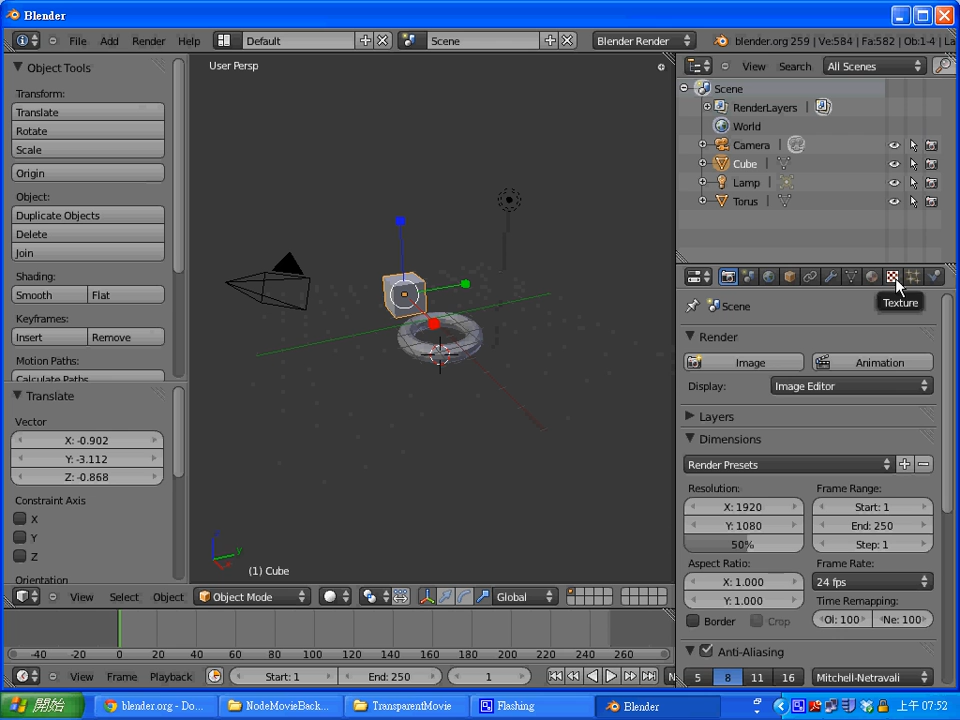 Blender
File Add Render Help Default Scene Blender Render blender.org 259 | Ve:584 | Fa:582 | Ob:1-4 | La
Object Tools
Transform:
Translate
Rotate
Scale
Origin
Object:
Duplicate Objects
Delete
Join
Shading:
Smooth Flat
Keyframes:
Insert Remove
Motion Paths:
Calculate Paths
Translate
Vector
X: -0.902
Y: -3.112
Z: -0.868
Constraint Axis
X
Y
Z
Orientation
User Persp
z
y
(1) Cube
View Select Object Object Mode Global
-40 -20 0 20 40 60 80 100 120 140 160 180 200 220 240 260
View Frame Playback Start: 1 End: 250 1 N
View Search All Scenes
Scene
RenderLayers |
World
Camera |
Cube |
Lamp |
Torus |
Texture
Scene
Render
Image Animation
Display: Image Editor
Layers
Dimensions
Render Presets
Resolution: Frame Range:
X: 1920 Start: 1
Y: 1080 End: 250
50% Step: 1
Aspect Ratio: Frame Rate:
X: 1.000 24 fps
Y: 1.000 Time Remapping:
Border Crop Ol: 100 Ne: 100
Anti-Aliasing
5 8 11 16 Mitchell-Netravali
開始 blender.org - Do... NodeMovieBack... TransparentMovie Flashing Blender 上午 07:52